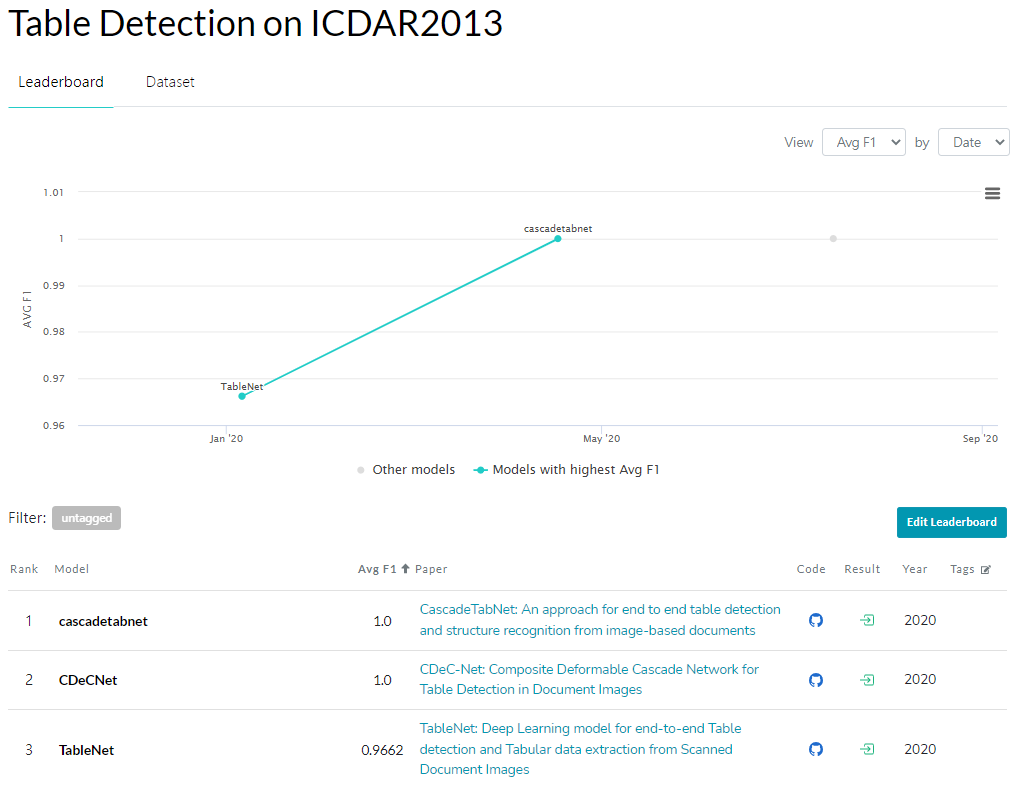 Table Detection on ICDAR2013
Leaderboard Dataset
View Avg F1 by Date
1.01
cascadetabnet
1
0.99
AVG F1
0.98
0.97
TableNet
0.96
Jan '20 May '20 Sep '20
Other models Models with highest Avg F1
Filter: untagged
Edit Leaderboard
Rank Model Avg F1 Paper Code Result Year Tags
1 cascadetabnet 1.0 CascadeTabNet: An approach for end to end table detection
and structure recognition from image-based documents 2020
2 CDeCNet 1.0 CDeC-Net: Composite Deformable Cascade Network for
Table Detection in Document Images 2020
3 TableNet 0.9662 TableNet: Deep Learning model for end-to-end Table
detection and Tabular data extraction from Scanned 2020
Document Images